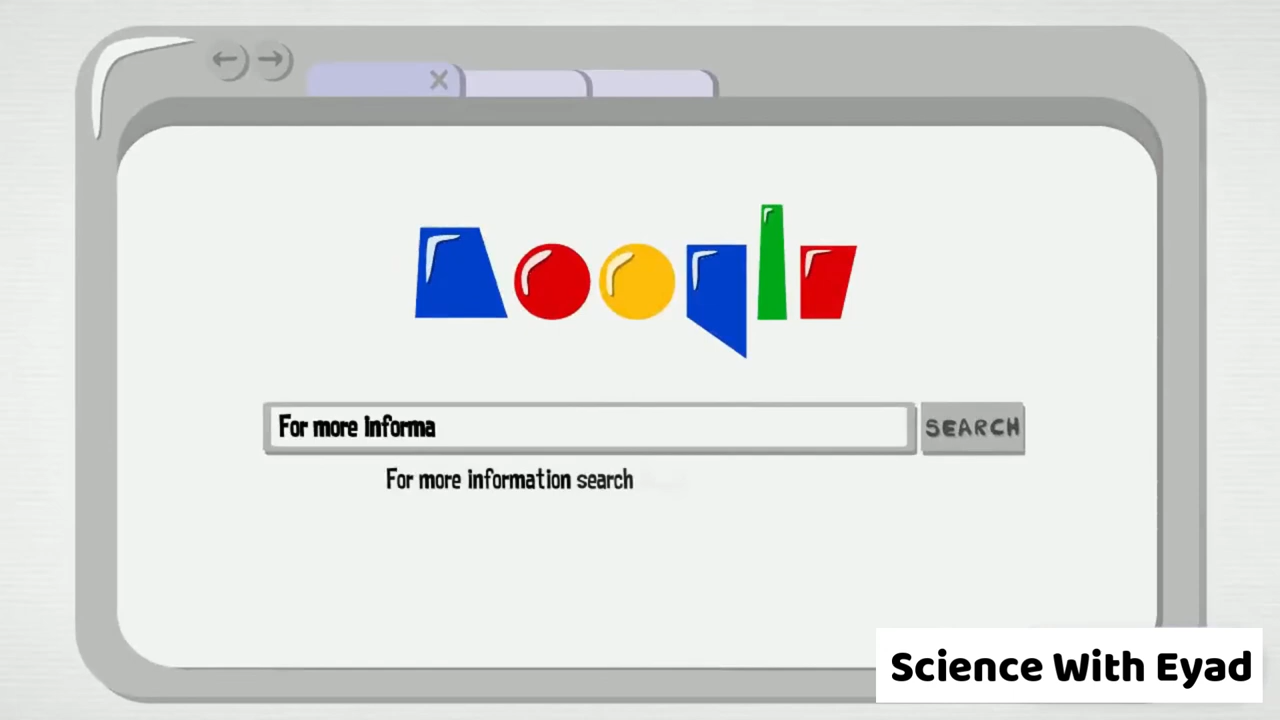 For more Informa
SEARCH
For more information search
Science With Eyad